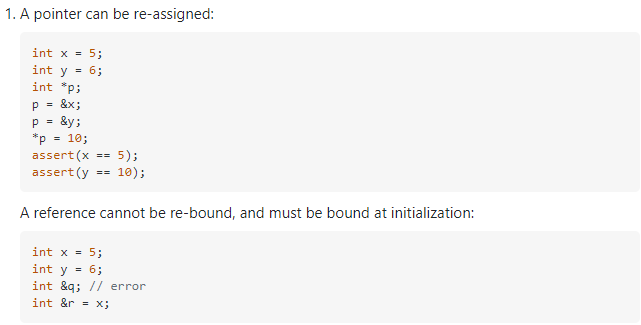 1. A pointer can be re-assigned:
int x = 5;
int y = 6;
int *p;
p = &x;
p = &y;
*p = 10;
assert(x == 5);
assert(y == 10);
A reference cannot be re-bound, and must be bound at initialization:
int x = 5;
int y = 6;
int &q; // error
int &r = x;